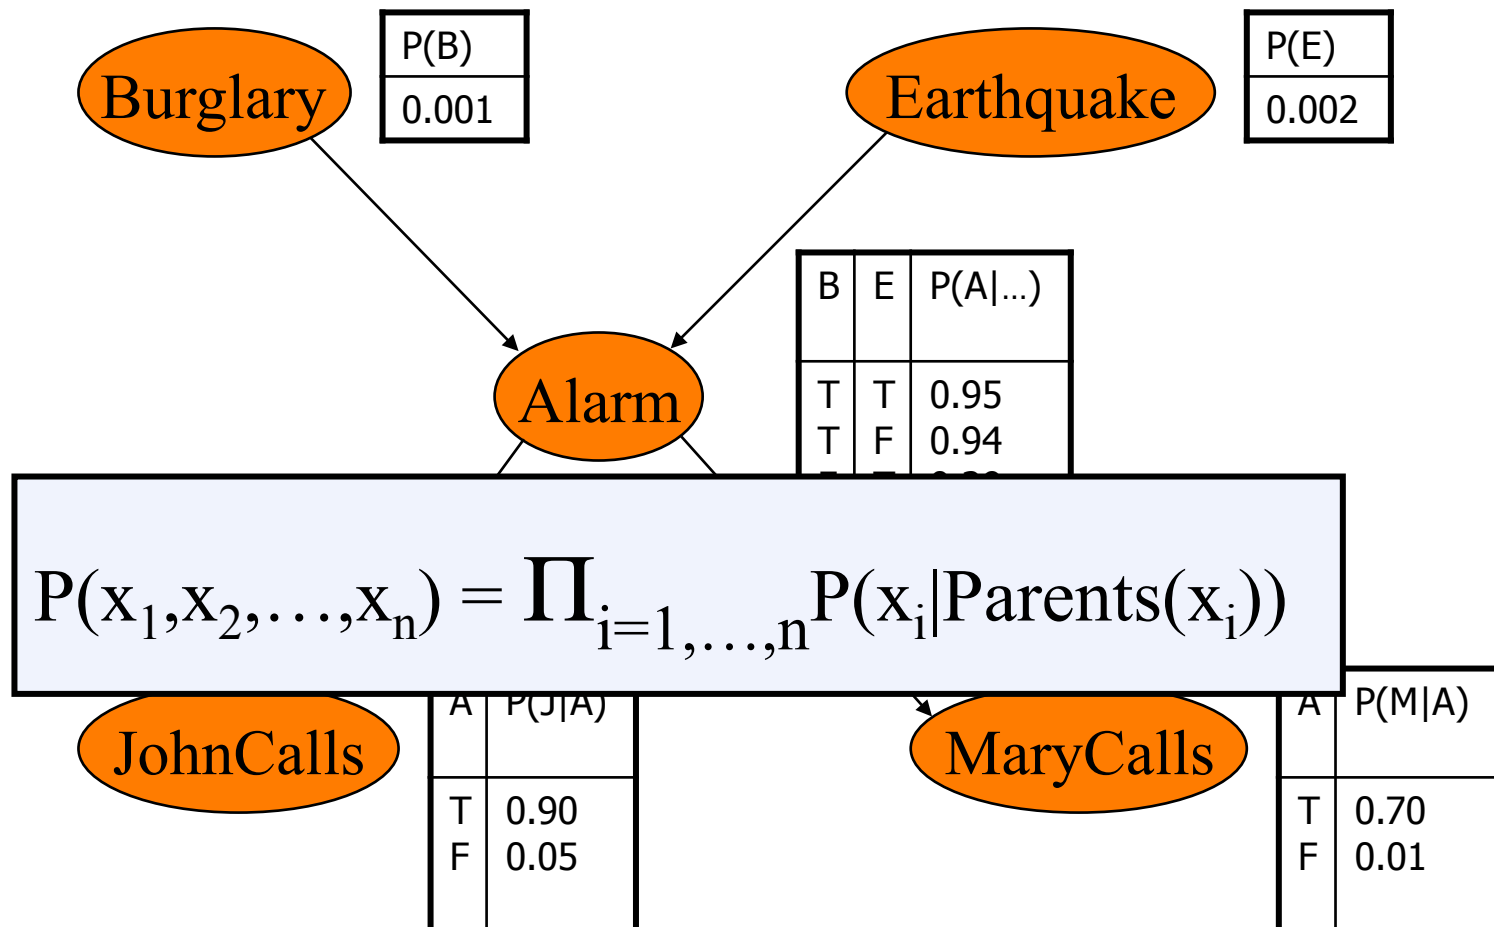 P(B)
0.001
Burglary
Earthquake
P(E)
0.002
B E P(A|…)
T T 0.95
T F 0.94
Alarm
P(x₁,x₂,…,xₙ) = Πᵢ₌₁,…,ₙP(xᵢ|Parents(xᵢ))
JohnCalls
A P(J|A)
T 0.90
F 0.05
MaryCalls
A P(M|A)
T 0.70
F 0.01